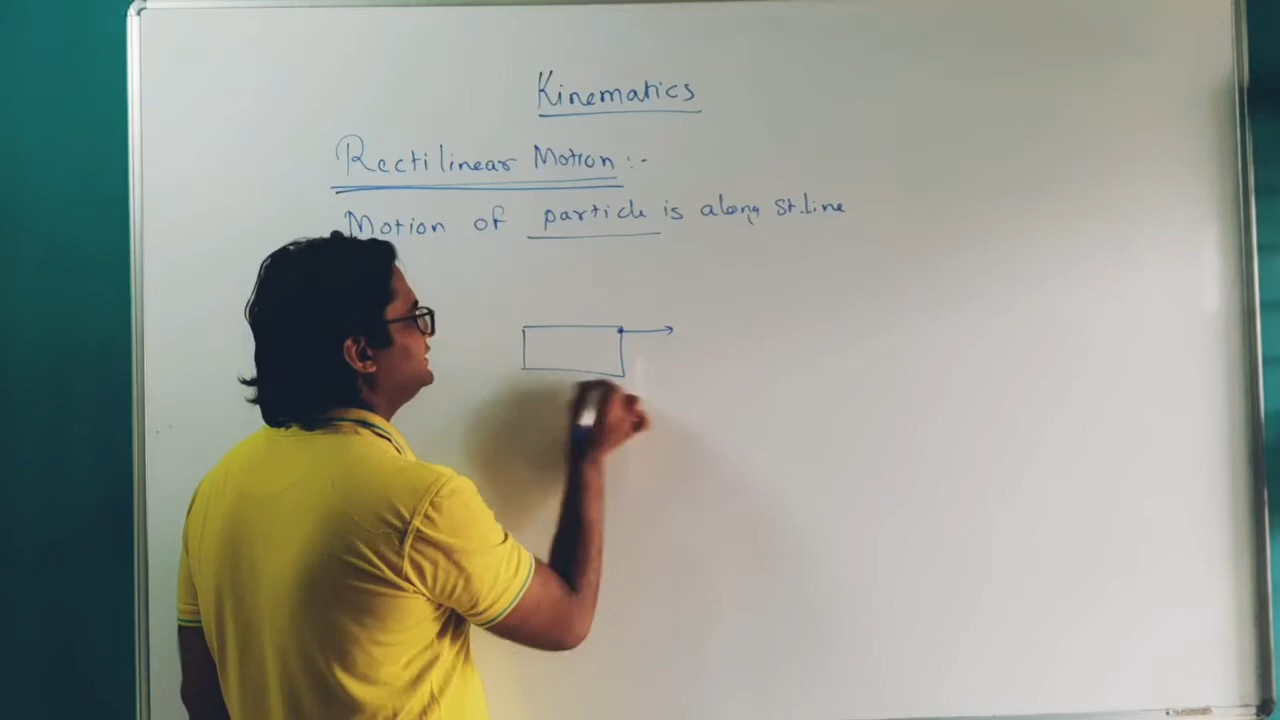 Kinematics
Rectilinear Motion :-
Motion of particle is along St. Line